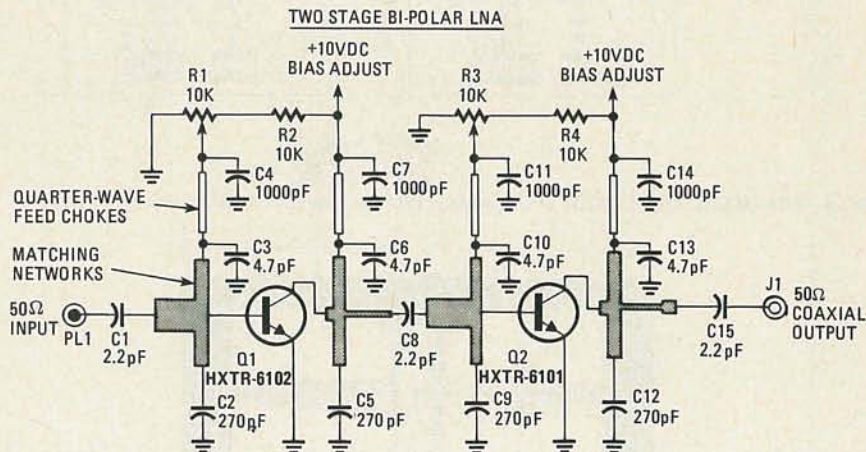 TWO STAGE BI-POLAR LNA
+10VDC
BIAS ADJUST
+10VDC
BIAS ADJUST
R1
10K
R2
10K
R3
10K
R4
10K
C4
1000pF
C7
1000pF
C11
1000pF
C14
1000pF
QUARTER-WAVE
FEED CHOKES
MATCHING
NETWORKS
C3
4.7pF
C6
4.7pF
C10
4.7pF
C13
4.7pF
50Ω
INPUT
PL1
C1
2.2pF
Q1
HXTR-6102
C8
2.2pF
Q2
HXTR-6101
C15
2.2pF
J1
50Ω
COAXIAL
OUTPUT
C2
270pF
C5
270pF
C9
270pF
C12
270pF